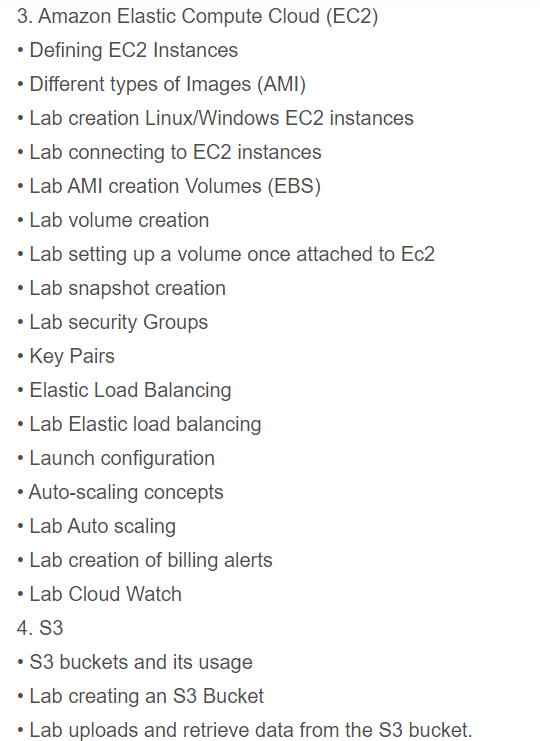 3. Amazon Elastic Compute Cloud (EC2)
• Defining EC2 Instances
• Different types of Images (AMI)
• Lab creation Linux/Windows EC2 instances
• Lab connecting to EC2 instances
• Lab AMI creation Volumes (EBS)
• Lab volume creation
• Lab setting up a volume once attached to Ec2
• Lab snapshot creation
• Lab security Groups
• Key Pairs
• Elastic Load Balancing
• Lab Elastic load balancing
• Launch configuration
• Auto-scaling concepts
• Lab Auto scaling
• Lab creation of billing alerts
• Lab Cloud Watch
4. S3
• S3 buckets and its usage
• Lab creating an S3 Bucket
• Lab uploads and retrieve data from the S3 bucket.